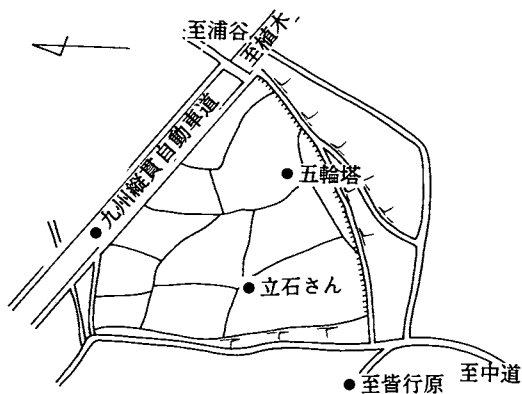 至浦谷
至植木
九州縦貫自動車道
五輪塔
立石さん
至中道
至皆行原